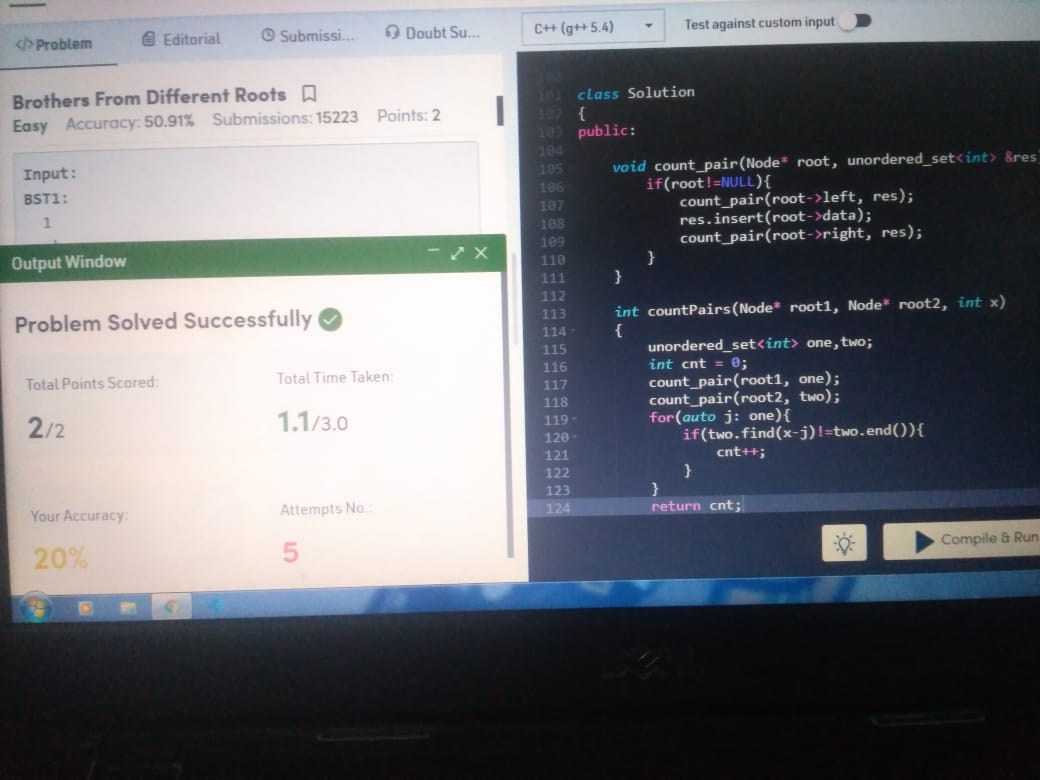 </>Problem
Editorial
Submissi...
Doubt Su...
Brothers From Different Roots
Easy Accuracy: 50.91% Submissions: 15223 Points: 2
Input:
BST1:
1
Output Window
Problem Solved Successfully
Total Points Scored:
2/2
Total Time Taken:
1.1/3.0
Your Accuracy:
20%
Attempts No.:
5
C++ (g++ 5.4)
Test against custom input
100
101 class Solution
102 {
103 public:
104
105 void count_pair(Node* root, unordered_set<int> &res)
106 if(root!=NULL){
107 count_pair(root->left, res);
108 res.insert(root->data);
109 count_pair(root->right, res);
110 }
111 }
112
113 int countPairs(Node* root1, Node* root2, int x)
114 {
115 unordered_set<int> one,two;
116 int cnt = 0;
117 count_pair(root1, one);
118 count_pair(root2, two);
119 for(auto j: one){
120 if(two.find(x-j)!=two.end()){
121 cnt++;
122 }
123 }
124 return cnt;
Compile & Run
DELL